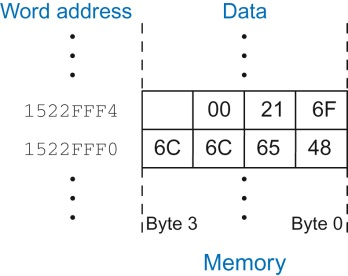 Word address Data
1522FFF4 00 21 6F
1522FFF0 6C 6C 65 48
Byte 3 Byte 0
Memory